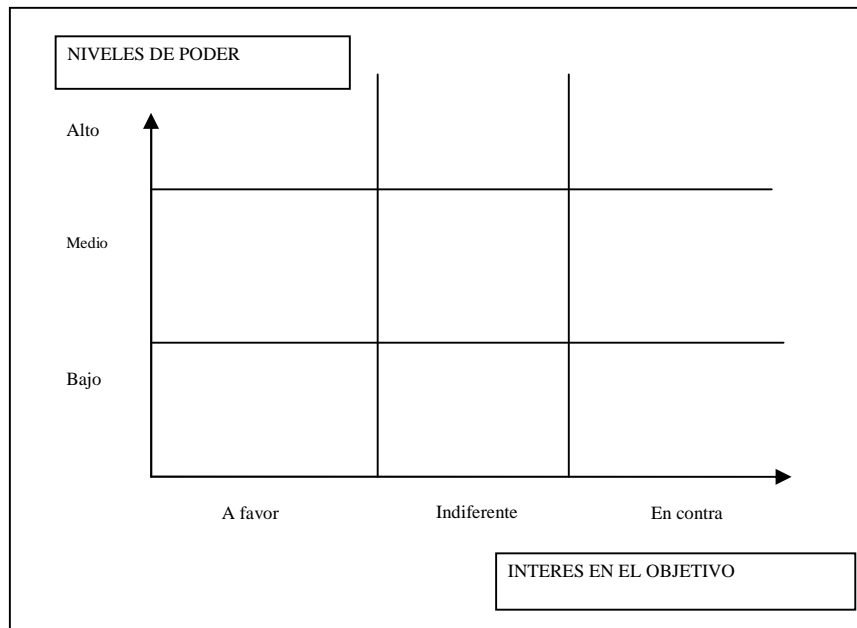 NIVELES DE PODER
Alto
Medio
Bajo
A favor
Indiferente
En contra
INTERES EN EL OBJETIVO